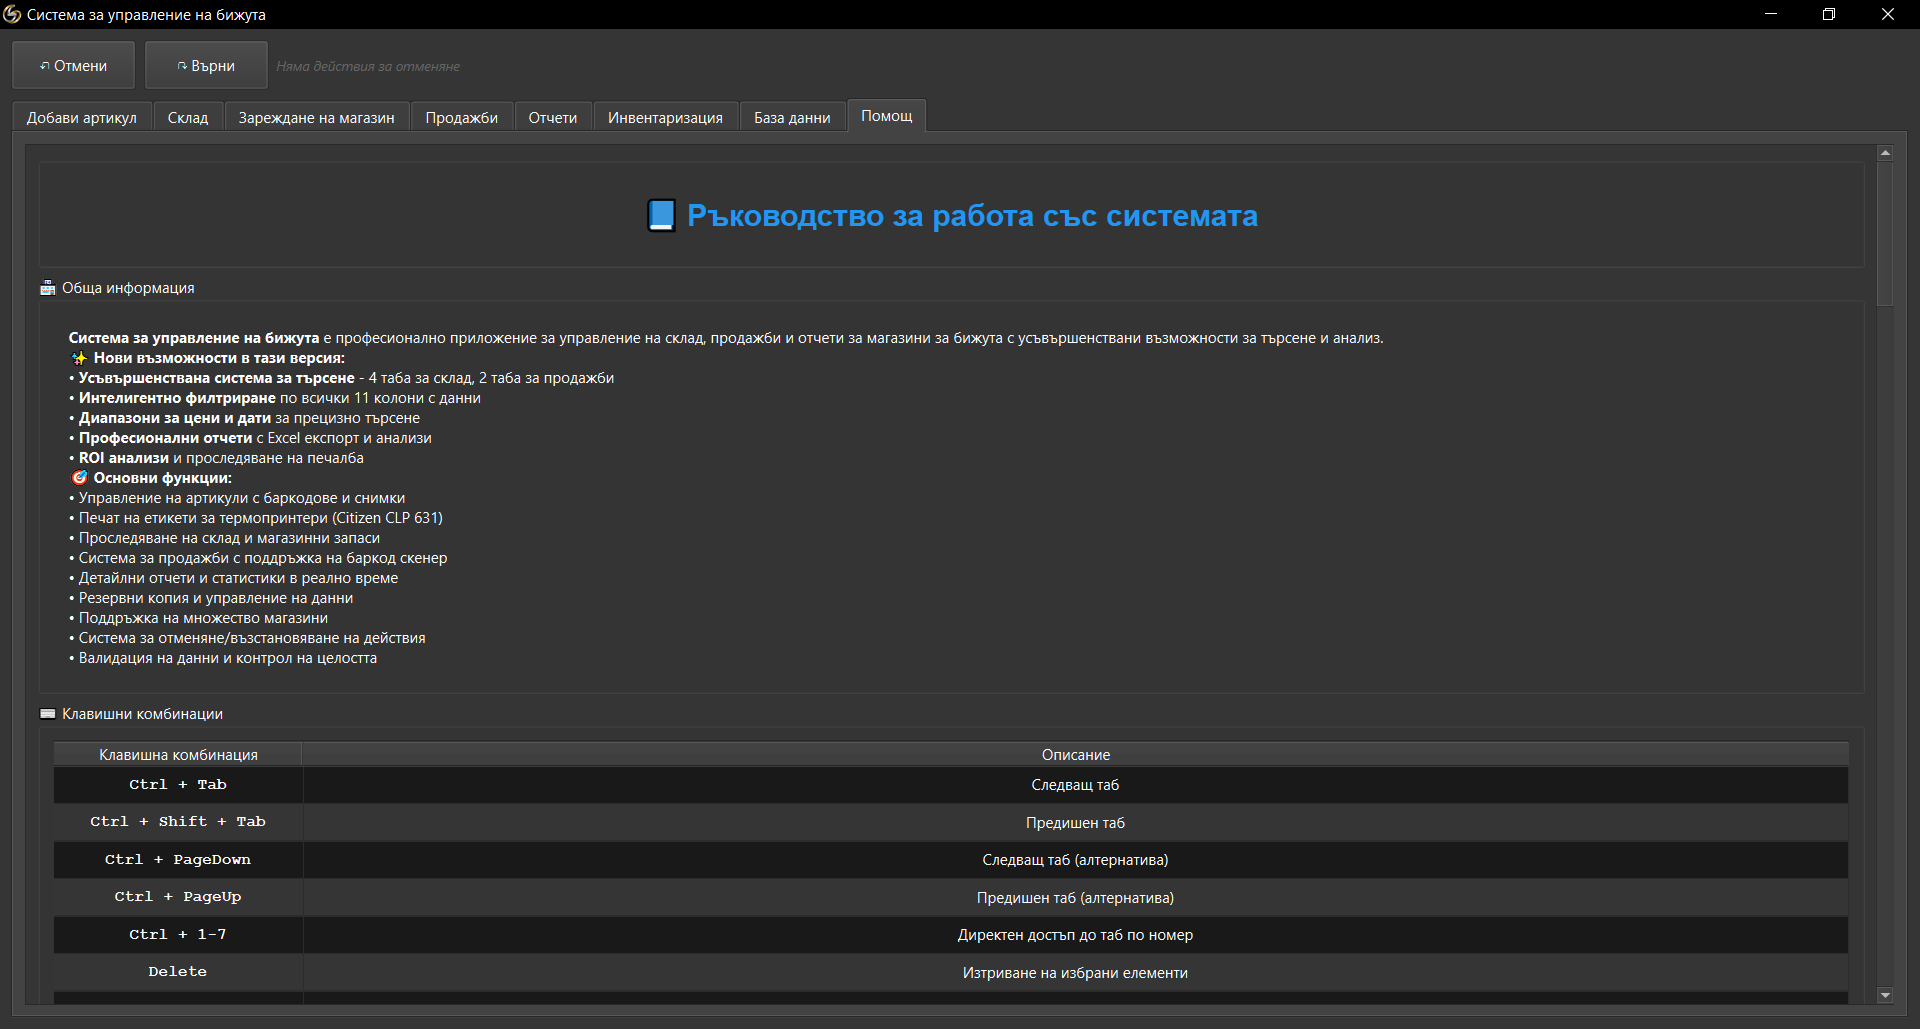 Система за управление на бижута
Отмени
Върни
Няма действия за отменяне
Добави артикул
Склад
Зареждане на магазин
Продажби
Отчети
Инвентаризация
База данни
Помощ
Ръководство за работа със системата
Обща информация
Система за управление на бижута е професионално приложение за управление на склад, продажби и отчети за магазини за бижута с усъвършенствани възможности за търсене и анализ.
Нови възможности в тази версия:
• Усъвършенствана система за търсене - 4 таба за склад, 2 таба за продажби
• Интелигентно филтриране по всички 11 колони с данни
• Диапазони за цени и дати за прецизно търсене
• Професионални отчети с Excel експорт и анализи
• ROI анализи и проследяване на печалба
Основни функции:
• Управление на артикули с баркодове и снимки
• Печат на етикети за термопринтери (Citizen CLP 631)
• Проследяване на склад и магазинни запаси
• Система за продажби с поддръжка на баркод скенер
• Детайлни отчети и статистики в реално време
• Резервни копия и управление на данни
• Поддръжка на множество магазини
• Система за отменяне/възстановяване на действия
• Валидация на данни и контрол на целостта
Клавишни комбинации
Клавишна комбинация Описание
Ctrl + Tab Следващ таб
Ctrl + Shift + Tab Предишен таб
Ctrl + PageDown Следващ таб (алтернатива)
Ctrl + PageUp Предишен таб (алтернатива)
Ctrl + 1-7 Директен достъп до таб по номер
Delete Изтриване на избрани елементи